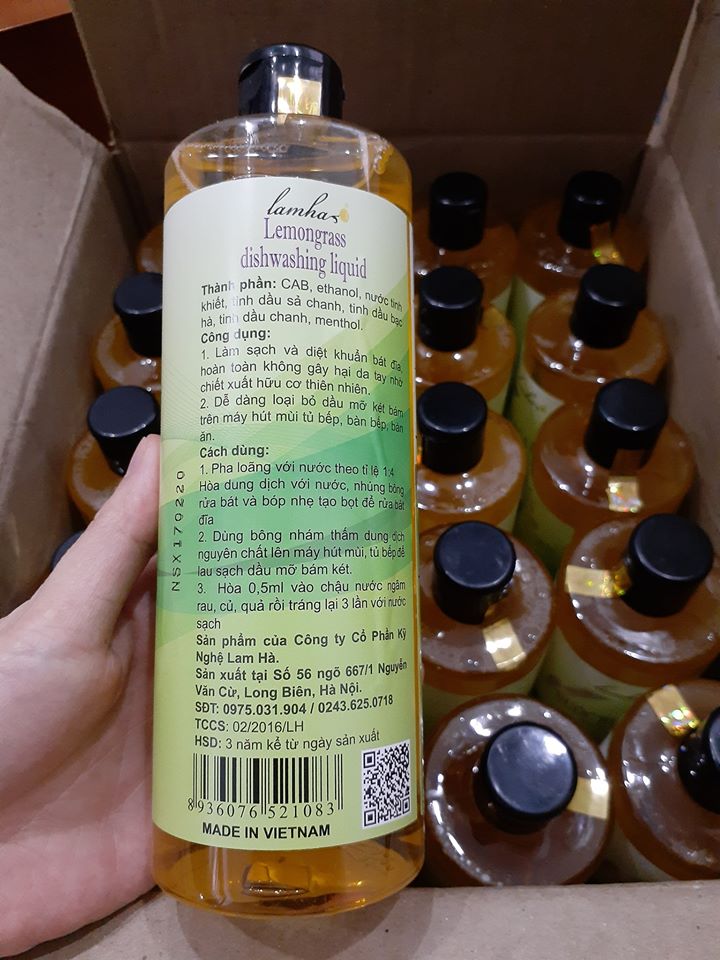 lamha
Lemongrass
dishwashing liquid
Thành phần: CAB, ethanol, nước tinh
khiết, tinh dầu sả chanh, tinh dầu bạc
hà, tinh dầu chanh, menthol.
Công dụng:
1. Làm sạch và diệt khuẩn bát đĩa,
hoàn toàn không gây hại da tay nhờ
chiết xuất hữu cơ thiên nhiên.
2. Dễ dàng loại bỏ dầu mỡ két bám
trên máy hút mùi tủ bếp, bàn bếp, bàn
ăn.
Cách dùng:
1. Pha loãng với nước theo tỉ lệ 1:4
Hòa dung dịch với nước, nhúng bông
rửa bát và bóp nhẹ tạo bọt để rửa bát
đĩa
2. Dùng bông nhám thấm dung dịch
nguyên chất lên máy hút mùi, tủ bếp để
lau sạch dầu mỡ bám két.
3. Hòa 0,5ml vào chậu nước ngâm
rau, củ, quả rồi tráng lại 3 lần với nước
sạch
Sản phẩm của Công ty Cổ Phần Kỹ
Nghệ Lam Hà.
Sản xuất tại Số 56 ngõ 667/1 Nguyễn
Văn Cừ, Long Biên, Hà Nội.
SĐT: 0975.031.904 / 0243.625.0718
TCCS: 02/2016/LH
HSD: 3 năm kể từ ngày sản xuất
8936076521083
MADE IN VIETNAM
NSX170220